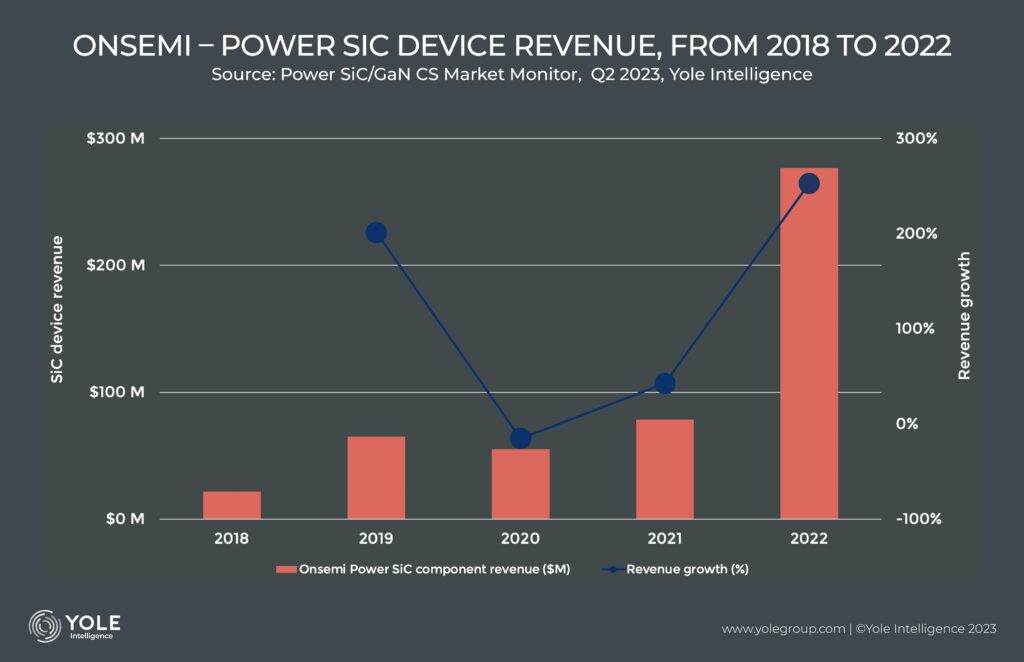 ONSEMI – POWER SIC DEVICE REVENUE, FROM 2018 TO 2022
Source: Power SiC/GaN CS Market Monitor, Q2 2023, Yole Intelligence
$300 M
300%
200%
$200 M
100%
$100 M
0%
$0 M
-100%
SiC device revenue
Revenue growth
2018 2019 2020 2021 2022
Onsemi Power SiC component revenue ($M) Revenue growth (%)
YOLE
Intelligence
www.yolegroup.com | ©Yole Intelligence 2023